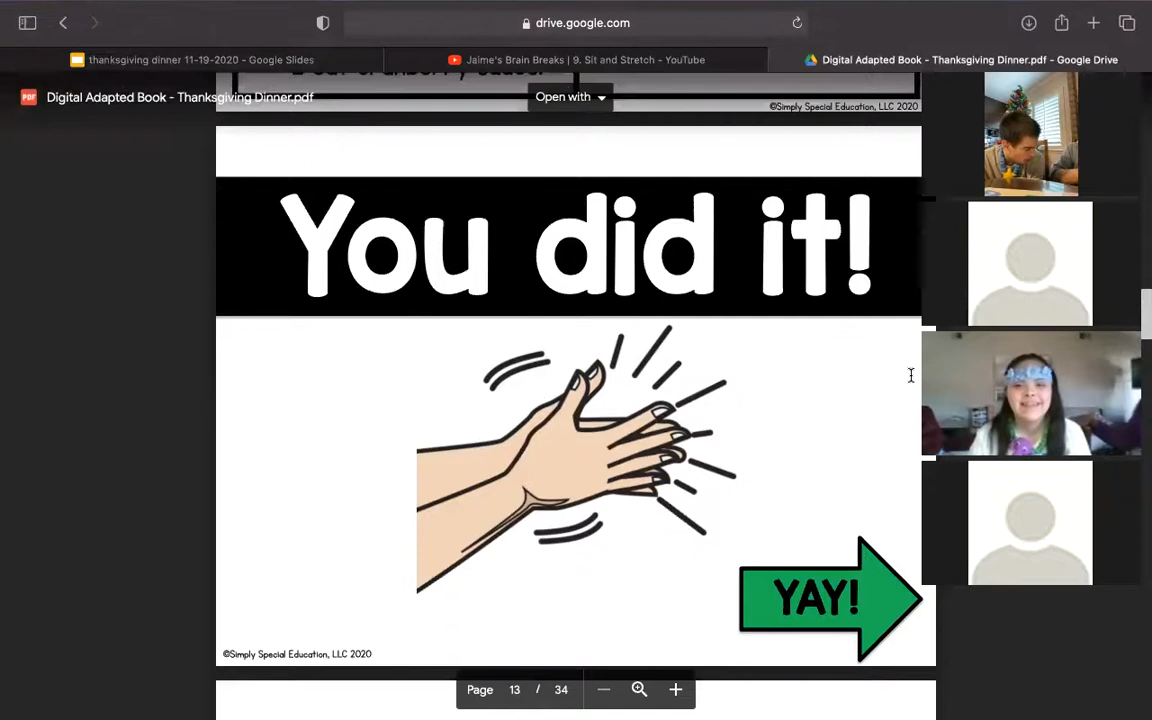 drive.google.com
thanksgiving dinner 11-19-2020 - Google Slides
Jaime's Brain Breaks | 9. Sit and Stretch - YouTube
Digital Adapted Book - Thanksgiving Dinner.pdf - Google Drive
PDF
Digital Adapted Book - Thanksgiving Dinner.pdf
Open with
©Simply Special Education, LLC 2020
You did it!
YAY!
©Simply Special Education, LLC 2020
Page 13 / 34